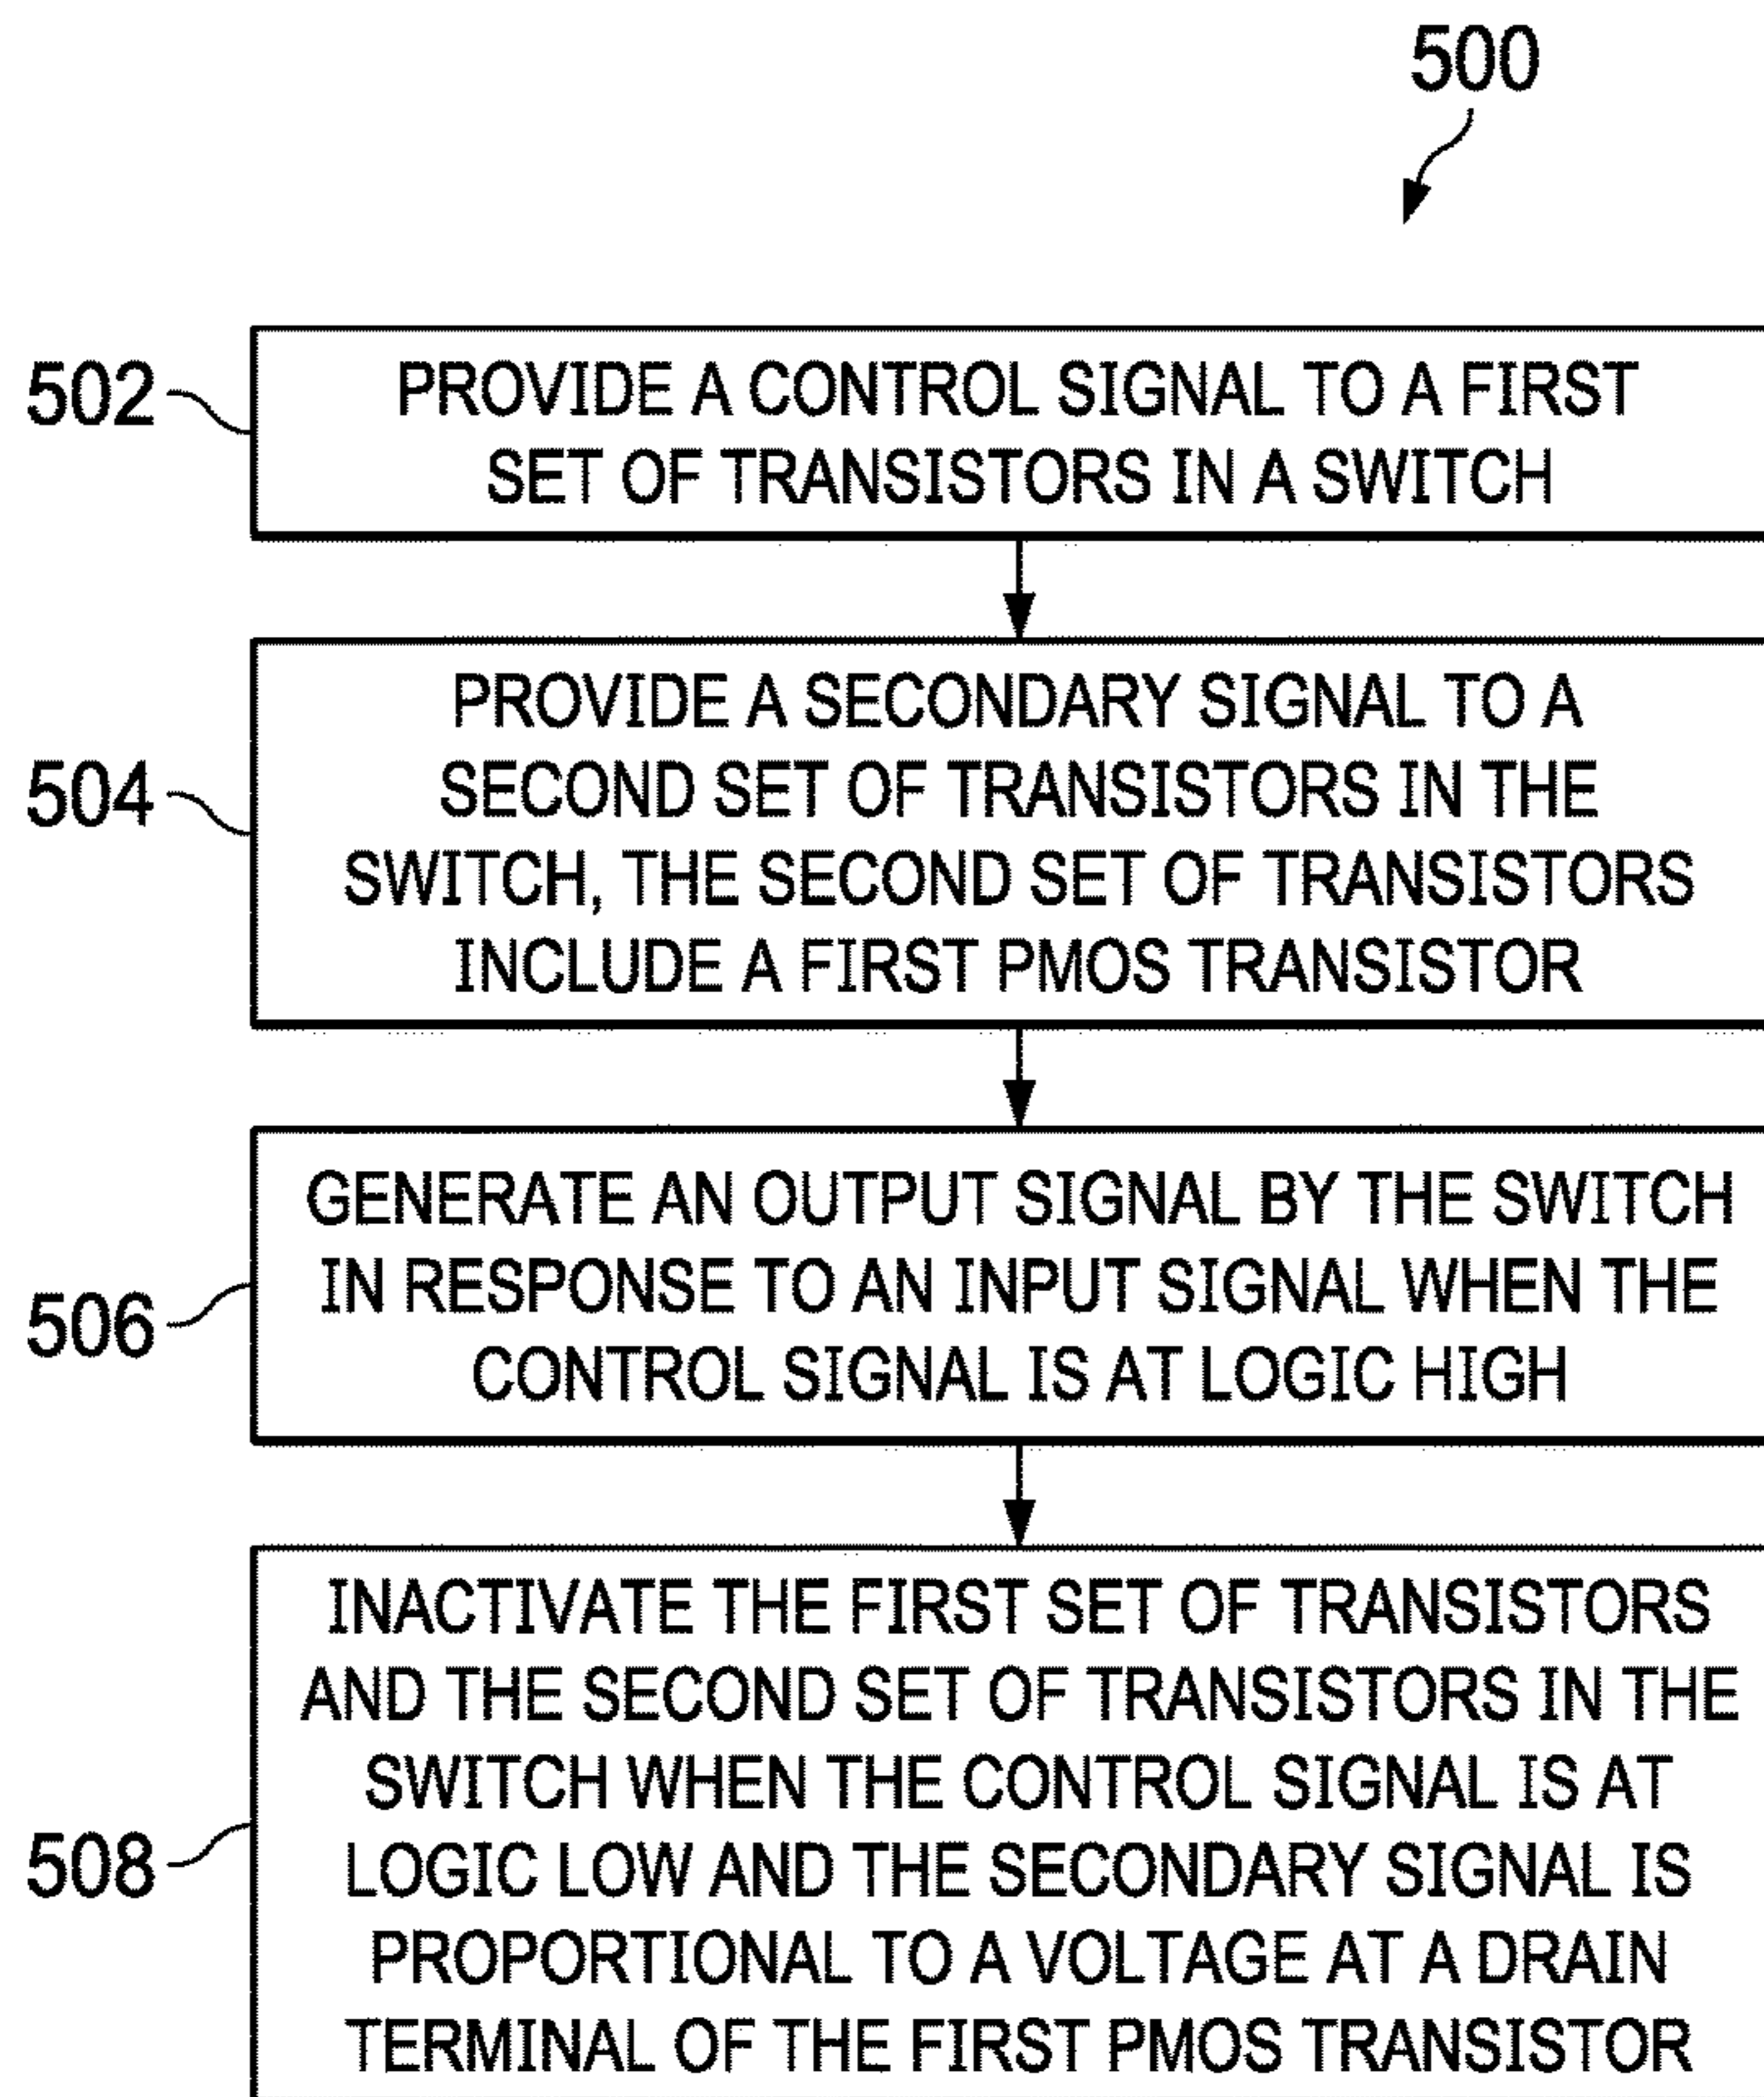 500
502
PROVIDE A CONTROL SIGNAL TO A FIRST
SET OF TRANSISTORS IN A SWITCH
504
PROVIDE A SECONDARY SIGNAL TO A
SECOND SET OF TRANSISTORS IN THE
SWITCH, THE SECOND SET OF TRANSISTORS
INCLUDE A FIRST PMOS TRANSISTOR
506
GENERATE AN OUTPUT SIGNAL BY THE SWITCH
IN RESPONSE TO AN INPUT SIGNAL WHEN THE
CONTROL SIGNAL IS AT LOGIC HIGH
508
INACTIVATE THE FIRST SET OF TRANSISTORS
AND THE SECOND SET OF TRANSISTORS IN THE
SWITCH WHEN THE CONTROL SIGNAL IS AT
LOGIC LOW AND THE SECONDARY SIGNAL IS
PROPORTIONAL TO A VOLTAGE AT A DRAIN
TERMINAL OF THE FIRST PMOS TRANSISTOR